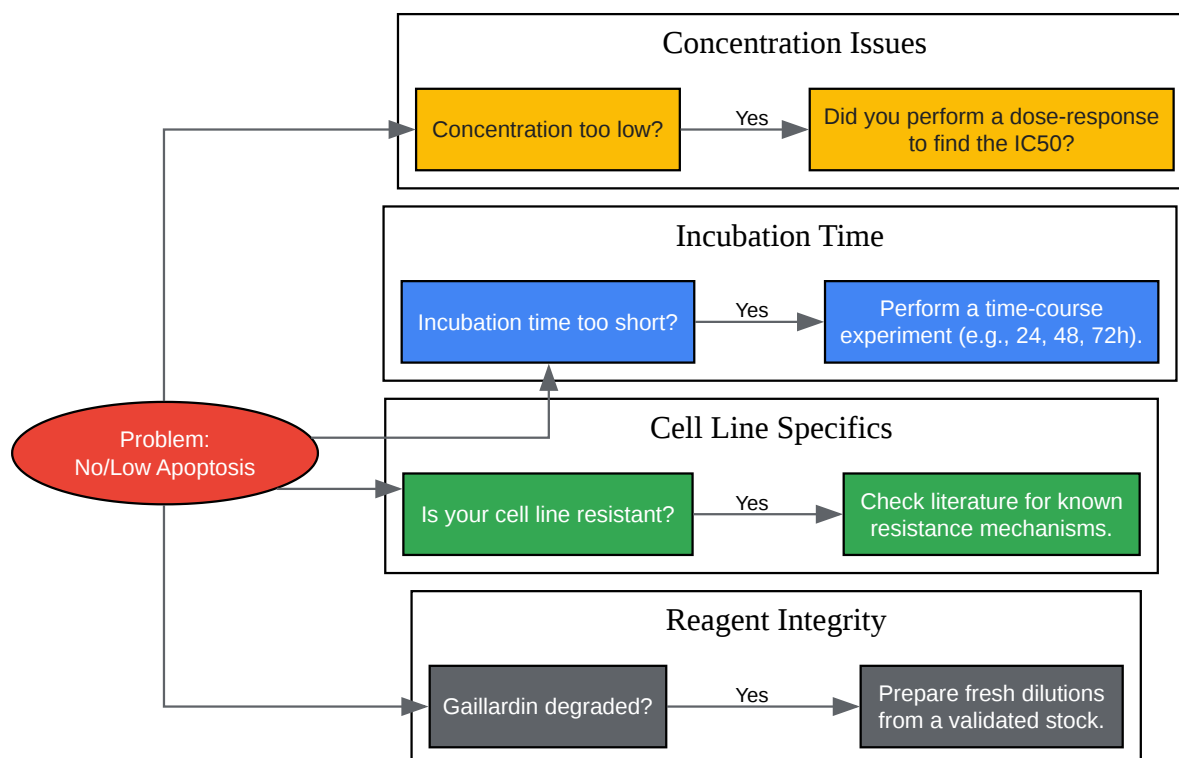 Concentration Issues
Concentration too low?
Yes
Did you perform a dose-response
to find the IC50?
Incubation Time
Incubation time too short?
Yes
Perform a time-course
experiment (e.g., 24, 48, 72h).
Problem:
No/Low Apoptosis
Cell Line Specifics
Is your cell line resistant?
Yes
Check literature for known
resistance mechanisms.
Reagent Integrity
Gaillardin degraded?
Yes
Prepare fresh dilutions
from a validated stock.